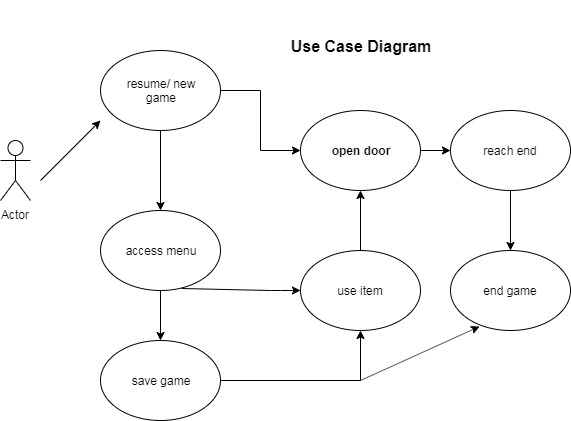 Use Case Diagram
resume/ new
game
open door
reach end
Actor
access menu
use item
end game
save game